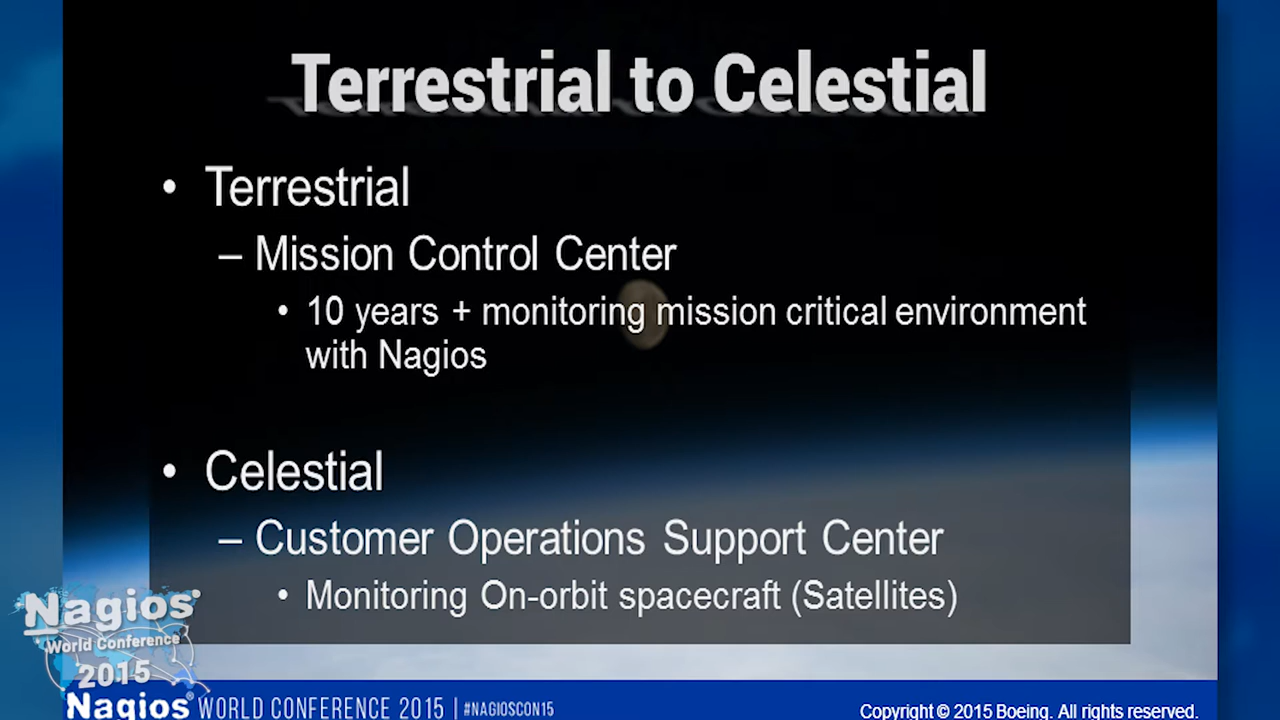 Terrestrial to Celestial
• Terrestrial
– Mission Control Center
• 10 years + monitoring mission critical environment
with Nagios
• Celestial
– Customer Operations Support Center
• Monitoring On-orbit spacecraft (Satellites)
Nagios®
World Conference
2015
Nagios® WORLD CONFERENCE 2015 | #NAGIOSCON15
Copyright © 2015 Boeing. All rights reserved.